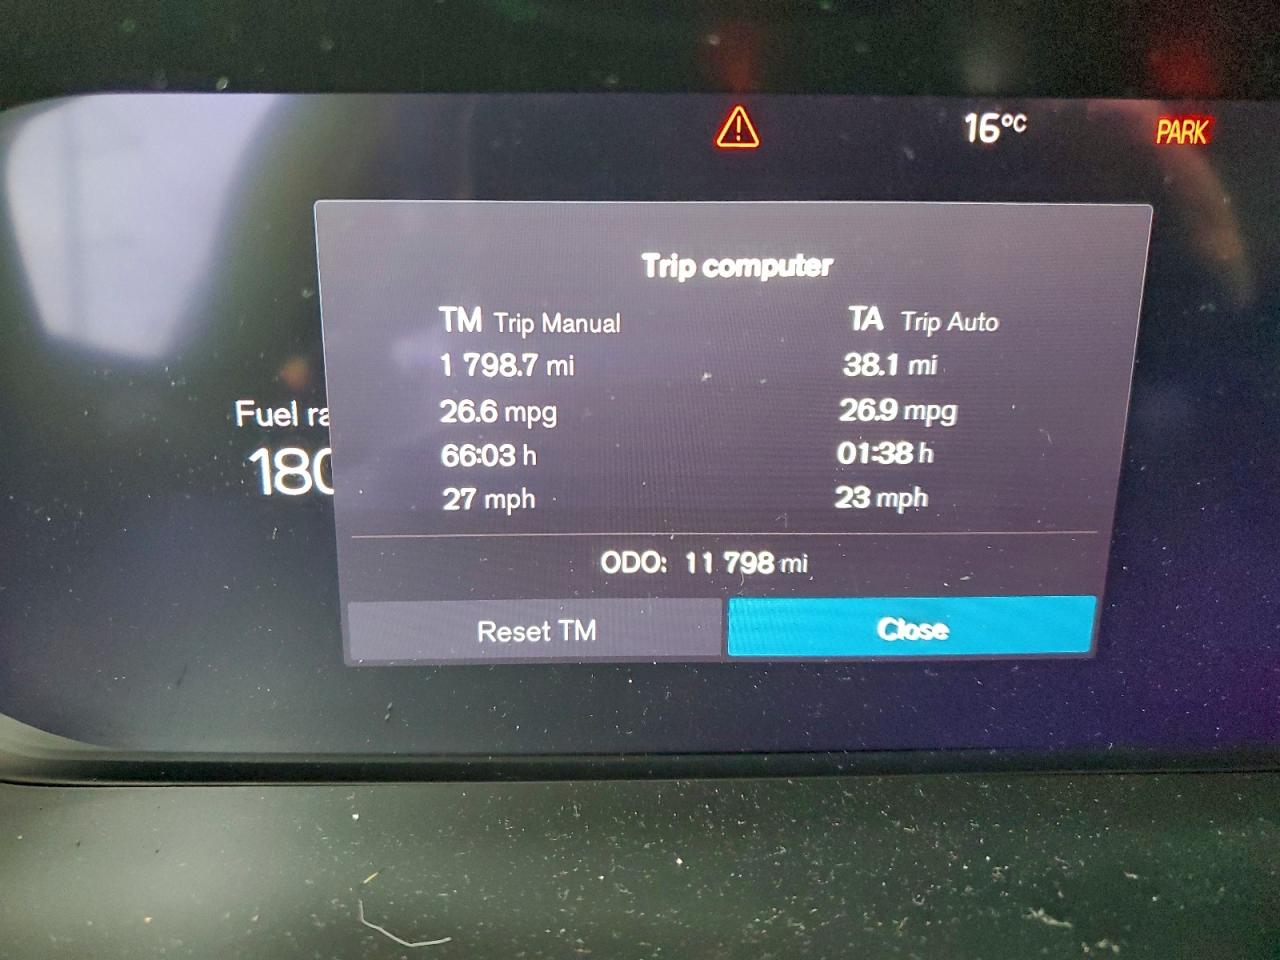 16°C
PARK
Trip computer
TM Trip Manual
1 798.7 mi
26.6 mpg
66:03 h
27 mph
TA Trip Auto
38.1 mi
26.9 mpg
01:38 h
23 mph
Fuel ra
180
ODO: 11 798 mi
Reset TM
Close